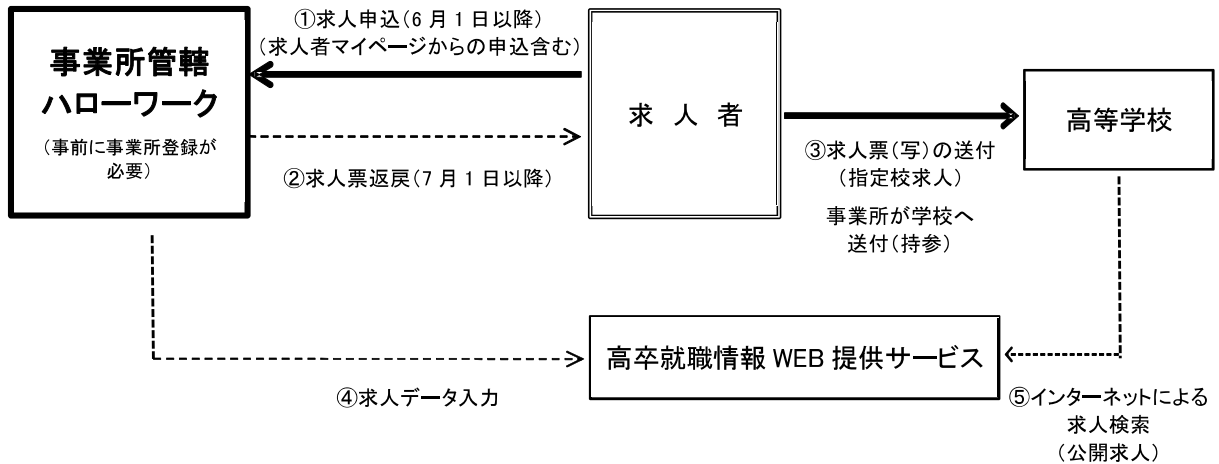 ①求人申込(6月1日以降)
(求人者マイページからの申込含む)
事業所管轄
ハローワーク
(事前に事業所登録が
必要)
②求人票返戻(7月1日以降)
求人者
③求人票(写)の送付
(指定校求人)
事業所が学校へ
送付(持参)
高等学校
高卒就職情報 WEB 提供サービス
④求人データ入力
⑤インターネットによる
求人検索
(公開求人)